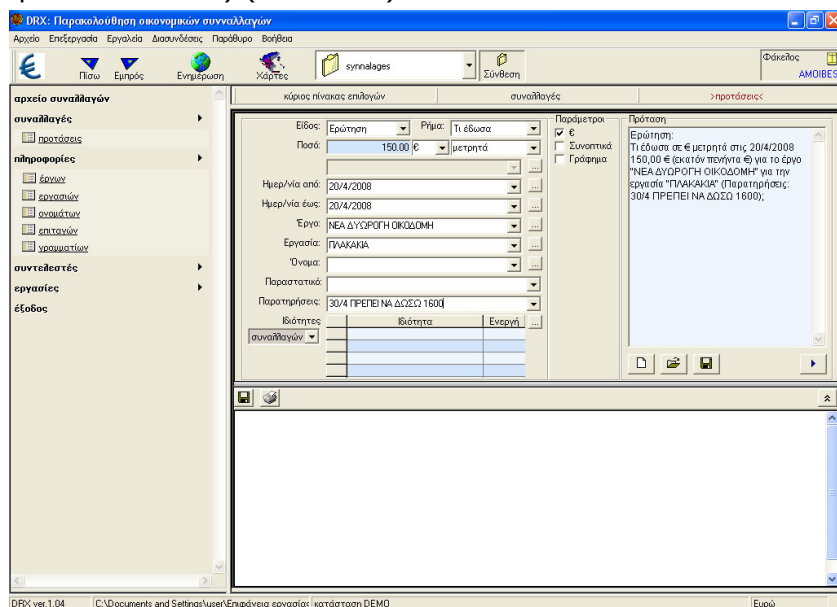 DRX: Παρακολούθηση οικονομικών συνναλλαγών
Αρχείο Επεξεργασία Εργαλεία Διασυνδέσεις Παράθυρο Βοήθεια
Πίσω Εμπρός Ενημέρωση Χάρτες synnalages Σύνθεση Φάκελος
AMOIBES
αρχείο συναλλαγών
συναλλαγές
προτάσεις
πληροφορίες
έργων
εργασιών
ονομάτων
επιταγών
γραμματίων
συντελεστές
εργασίες
έξοδος
κύριος πίνακας επιλογών συναλλαγές >προτάσεις<
Είδος: Ερώτηση Ρήμα: Τι έδωσα
Ποσό: 150.00 € μετρητά
...
Ημερ/νία από: 20/4/2008 ...
Ημερ/νία έως: 20/4/2008 ...
Έργο: ΝΕΑ ΔΥΩΡΟΓΗ ΟΙΚΟΔΟΜΗ ...
Εργασία: ΠΛΑΚΑΚΙΑ ...
Όνομα: ...
Παραστατικό:
Παρατηρήσεις: 30/4 ΠΡΕΠΕΙ ΝΑ ΔΩΣΩ 1600
Ιδιότητες Ιδιότητα Ενεργή ...
συναλλαγών
Παράμετροι
€
Συνοπτικά
Γράφημα
Πρόταση
Ερώτηση:
Τι έδωσα σε € μετρητά στις 20/4/2008
150,00 € (εκατόν πενήντα €) για το έργο
"ΝΕΑ ΔΥΩΡΟΓΗ ΟΙΚΟΔΟΜΗ" για την
εργασία "ΠΛΑΚΑΚΙΑ" (Παρατηρήσεις:
30/4 ΠΡΕΠΕΙ ΝΑ ΔΩΣΩ 1600);
DRX ver.1.04 C:\Documents and Settings\user\Επιφάνεια εργασίας κατάσταση DEMO Ευρώ